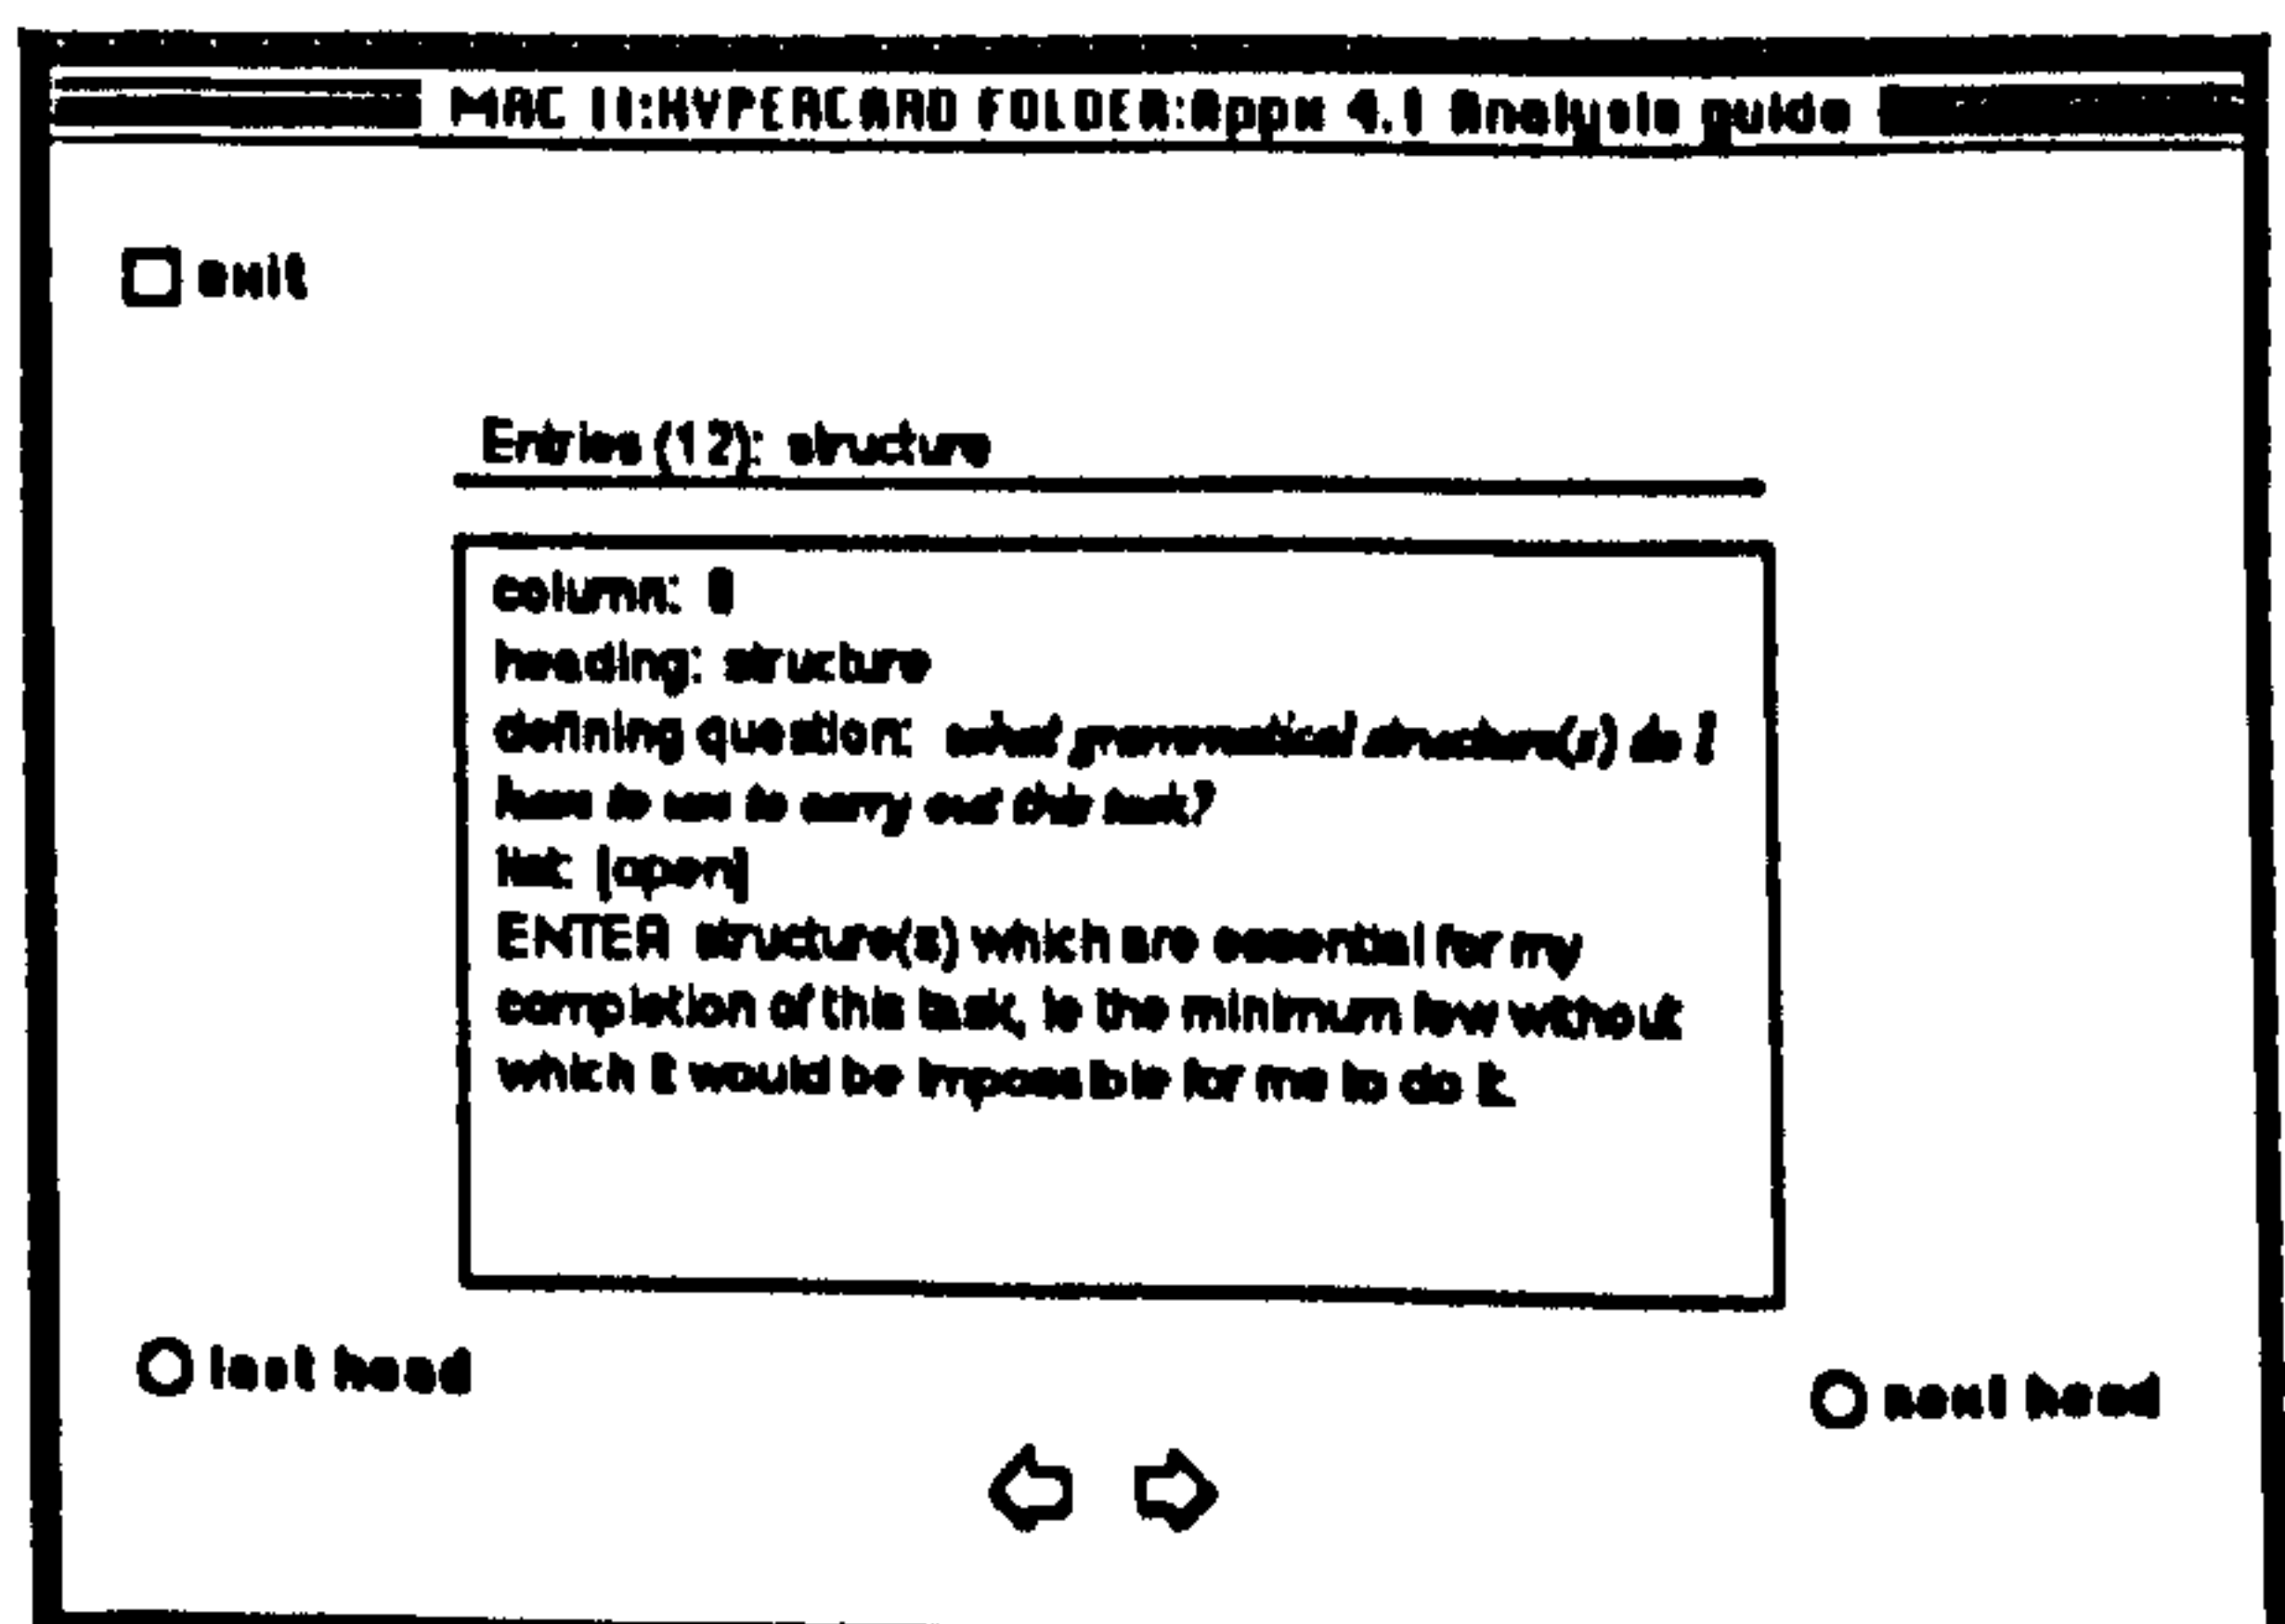 MAC II:HYPERCARD FOLDER:Appx 4.1 Analysis guide
exit
Entries (12): structure
column:
heading: structure
defining question: what grammatical structure(s) do I
have to use to carry out this task?
list: [open]
ENTER structure(s) which are essential for my
completion of this task, ie the minimum few without
which it would be impossible for me to do it.
last head
next head